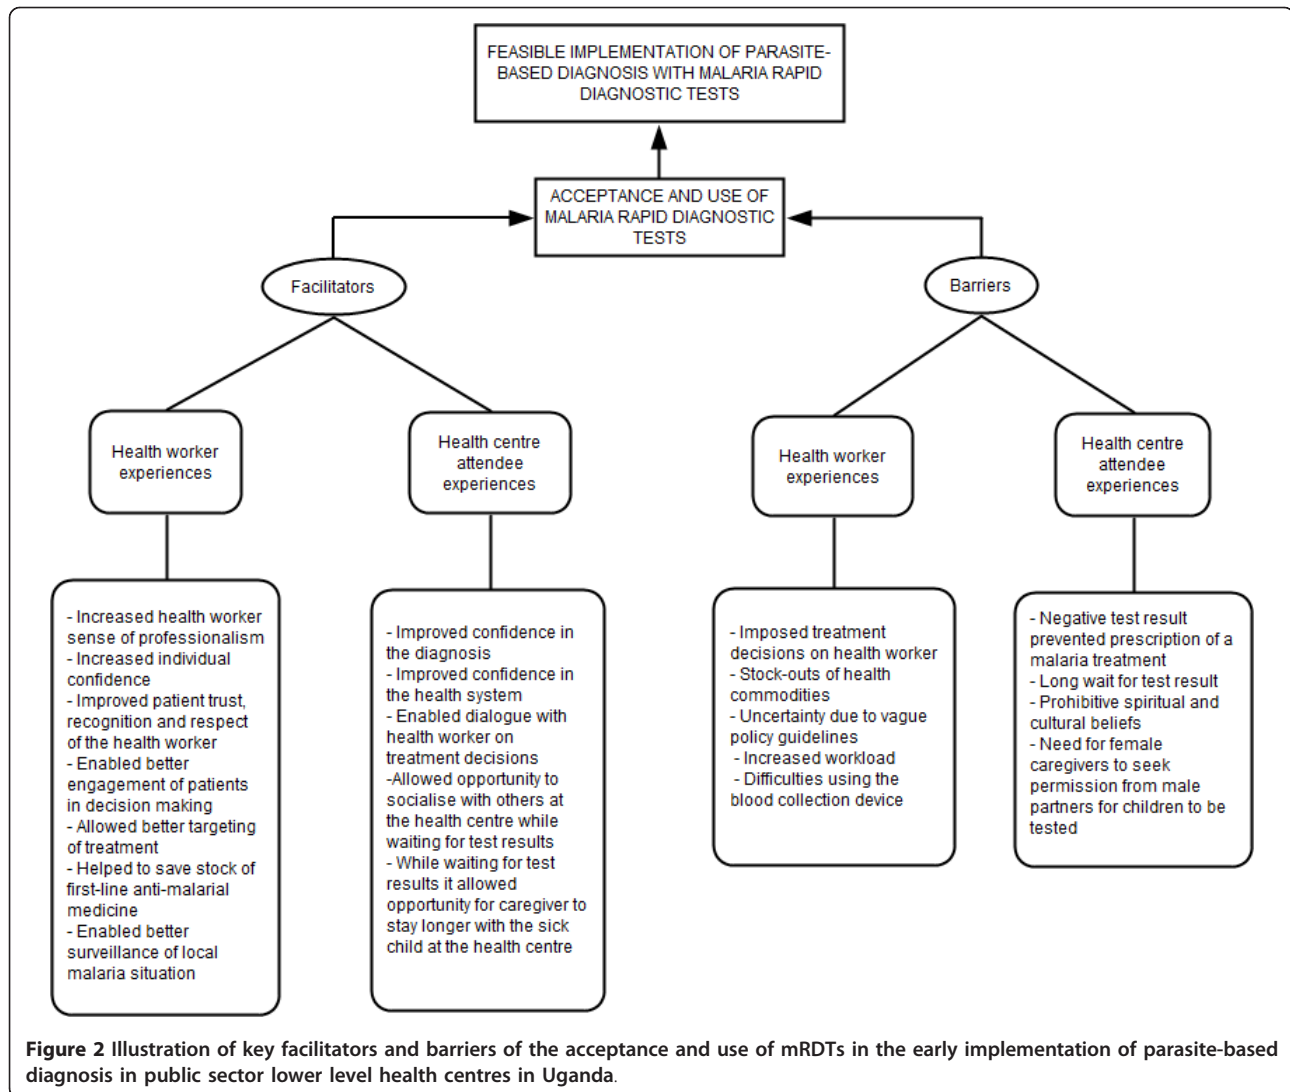 FEASIBLE IMPLEMENTATION OF PARASITE-
BASED DIAGNOSIS WITH MALARIA RAPID
DIAGNOSTIC TESTS
ACCEPTANCE AND USE OF
MALARIA RAPID DIAGNOSTIC
TESTS
Facilitators
Barriers
Health worker
experiences
Health centre
attendee
experiences
Health worker
experiences
Health centre
attendee
experiences
- Increased health worker
sense of professionalism
- Increased individual
confidence
- Improved patient trust,
recognition and respect
of the health worker
- Enabled better
engagement of patients
in decision making
- Allowed better targeting
of treatment
- Helped to save stock of
first-line anti-malarial
medicine
- Enabled better
surveillance of local
malaria situation
- Improved confidence in
the diagnosis
- Improved confidence in
the health system
- Enabled dialogue with
health worker on
treatment decisions
-Allowed opportunity to
socialise with others at
the health centre while
waiting for test results
- While waiting for test
results it allowed
opportunity for caregiver to
stay longer with the sick
child at the health centre
- Imposed treatment
decisions on health worker
- Stock-outs of health
commodities
- Uncertainty due to vague
policy guidelines
- Increased workload
- Difficulties using the
blood collection device
- Negative test result
prevented prescription of a
malaria treatment
- Long wait for test result
- Prohibitive spiritual and
cultural beliefs
- Need for female
caregivers to seek
permission from male
partners for children to be
tested
Figure 2 Illustration of key facilitators and barriers of the acceptance and use of mRDTs in the early implementation of parasite-based
diagnosis in public sector lower level health centres in Uganda.